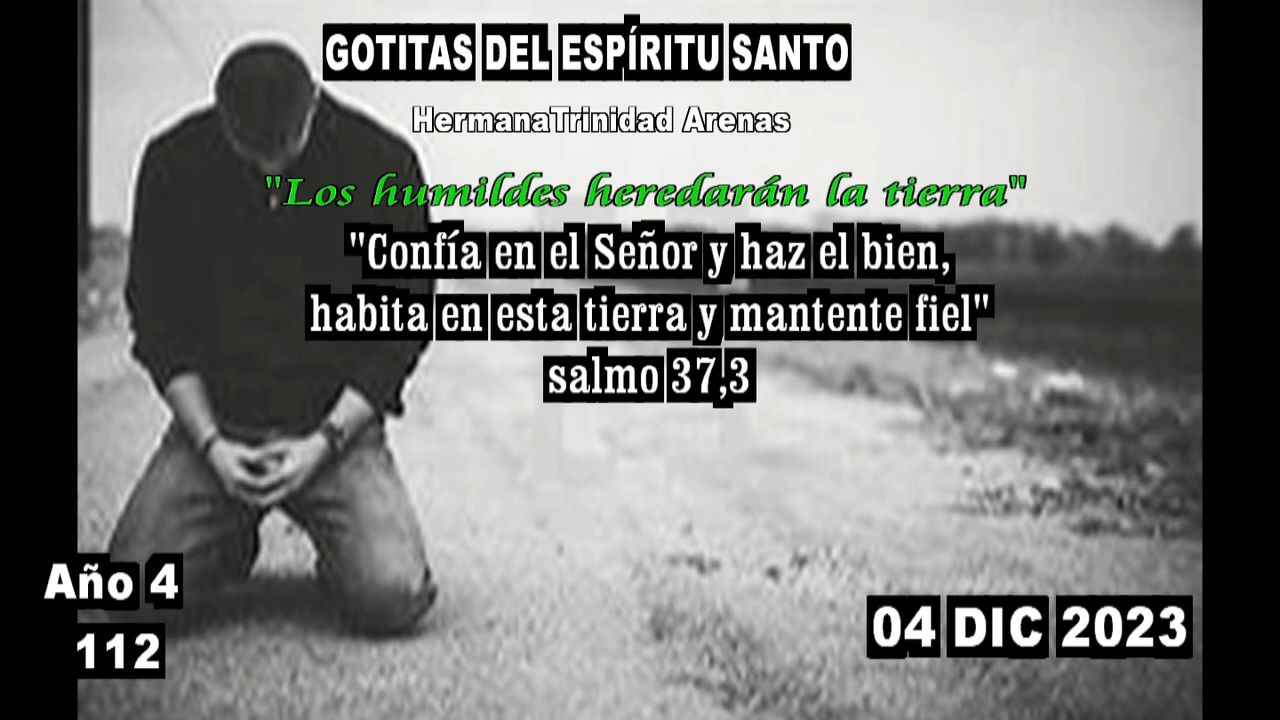 GOTITAS DEL ESPÍRITU SANTO
HermanaTrinidad Arenas
"Los humildes heredarán la tierra"
"Confía en el Señor y haz el bien,
habita en esta tierra y mantente fiel"
salmo 37,3
Año 4
112
04 DIC 2023